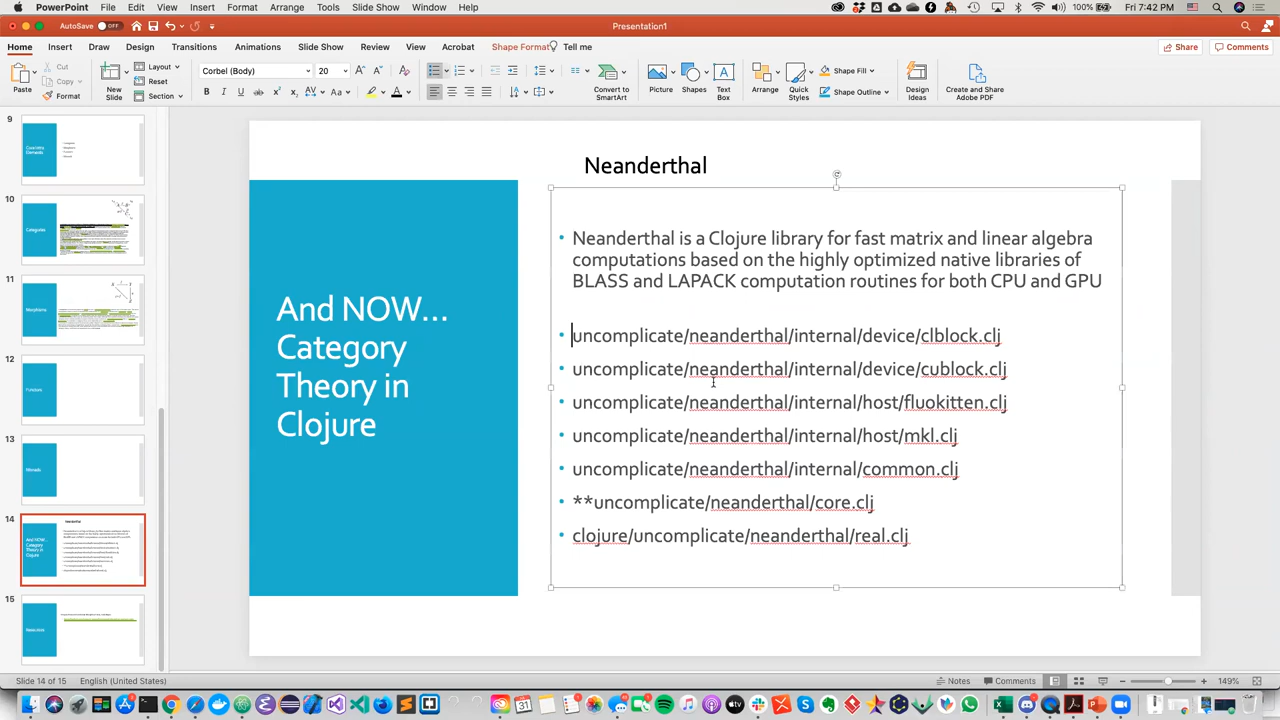 PowerPoint File Edit View Insert Format Arrange Tools Slide Show Window Help 100% Fri 7:42 PM
AutoSave OFF Presentation1
Home Insert Draw Design Transitions Animations Slide Show Review View Acrobat Shape Format Tell me Share Comments
Paste Cut Copy Format
New Slide Layout Reset Section
Corbel (Body) 20
Convert to SmartArt
Picture Shapes Text Box Arrange Quick Styles
Shape Fill Shape Outline
Design Ideas
Create and Share Adobe PDF
9
10
Categories
11
Morphisms
12
Functors
13
Monads
14
15
Resources
Neanderthal
And NOW...
Category
Theory in
Clojure
• Neanderthal is a Clojure library for fast matrix and linear algebra
computations based on the highly optimized native libraries of
BLASS and LAPACK computation routines for both CPU and GPU
• uncomplicate/neanderthal/internal/device/clblock.clj
• uncomplicate/neanderthal/internal/device/cublock.clj
• uncomplicate/neanderthal/internal/host/fluokitten.clj
• uncomplicate/neanderthal/internal/host/mkl.clj
• uncomplicate/neanderthal/internal/common.clj
• **uncomplicate/neanderthal/core.clj
• clojure/uncomplicate/neanderthal/real.clj
Slide 14 of 15 English (United States) Notes Comments 149%